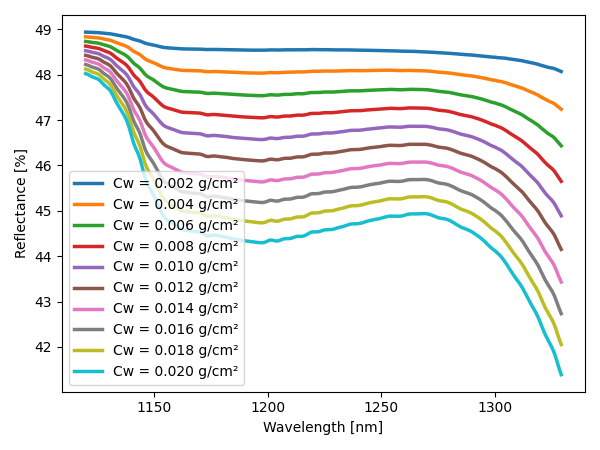 49
48
47
46
45
44
43
42
Reflectance [%]
Cw = 0.002 g/cm²
Cw = 0.004 g/cm²
Cw = 0.006 g/cm²
Cw = 0.008 g/cm²
Cw = 0.010 g/cm²
Cw = 0.012 g/cm²
Cw = 0.014 g/cm²
Cw = 0.016 g/cm²
Cw = 0.018 g/cm²
Cw = 0.020 g/cm²
1150 1200 1250 1300
Wavelength [nm]